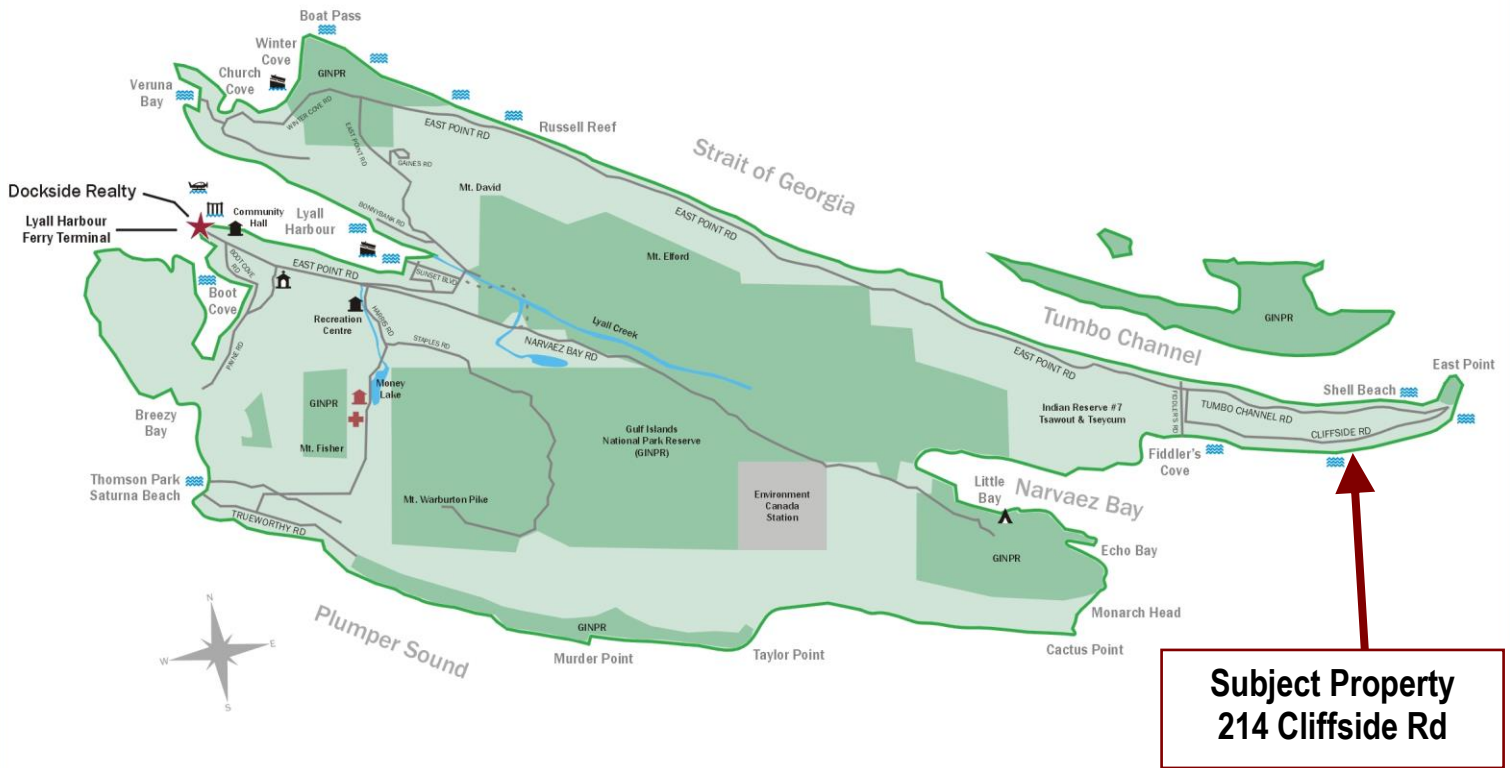 Boat Pass
Winter
Cove
Church
Cove
Veruna
Bay
GINPR
WINTER COVE RD
EAST POINT RD
EAST POINT RD
Russell Reef
GAINES RD
Strait of Georgia
Mt. David
Dockside Realty
Lyall Harbour
Ferry Terminal
Community
Hall
Lyall
Harbour
BONNYBANK RD
EAST POINT RD
Mt. Elford
BOOT COVE
RD
EAST POINT RD
SUNSET BLVD
Boot
Cove
Recreation
Centre
HARRIS RD
Lyall Creek
Tumbo Channel
GINPR
PAYNE RD
STAPLES RD
NARVAEZ BAY RD
EAST POINT RD
East Point
Shell Beach
Money
Lake
GINPR
Breezy
Bay
Mt. Fisher
Gulf Islands
National Park Reserve
(GINPR)
Indian Reserve #7
Tsawout & Tseycum
FIDDLERS RD
TUMBO CHANNEL RD
CLIFFSIDE RD
Fiddler's
Cove
Thomson Park
Saturna Beach
Mt. Warburton Pike
Environment
Canada
Station
Little
Bay
Narvaez Bay
TRUEWORTHY RD
Echo Bay
GINPR
Monarch Head
N
W
E
S
Plumper Sound
GINPR
Murder Point
Taylor Point
Cactus Point
Subject Property
214 Cliffside Rd